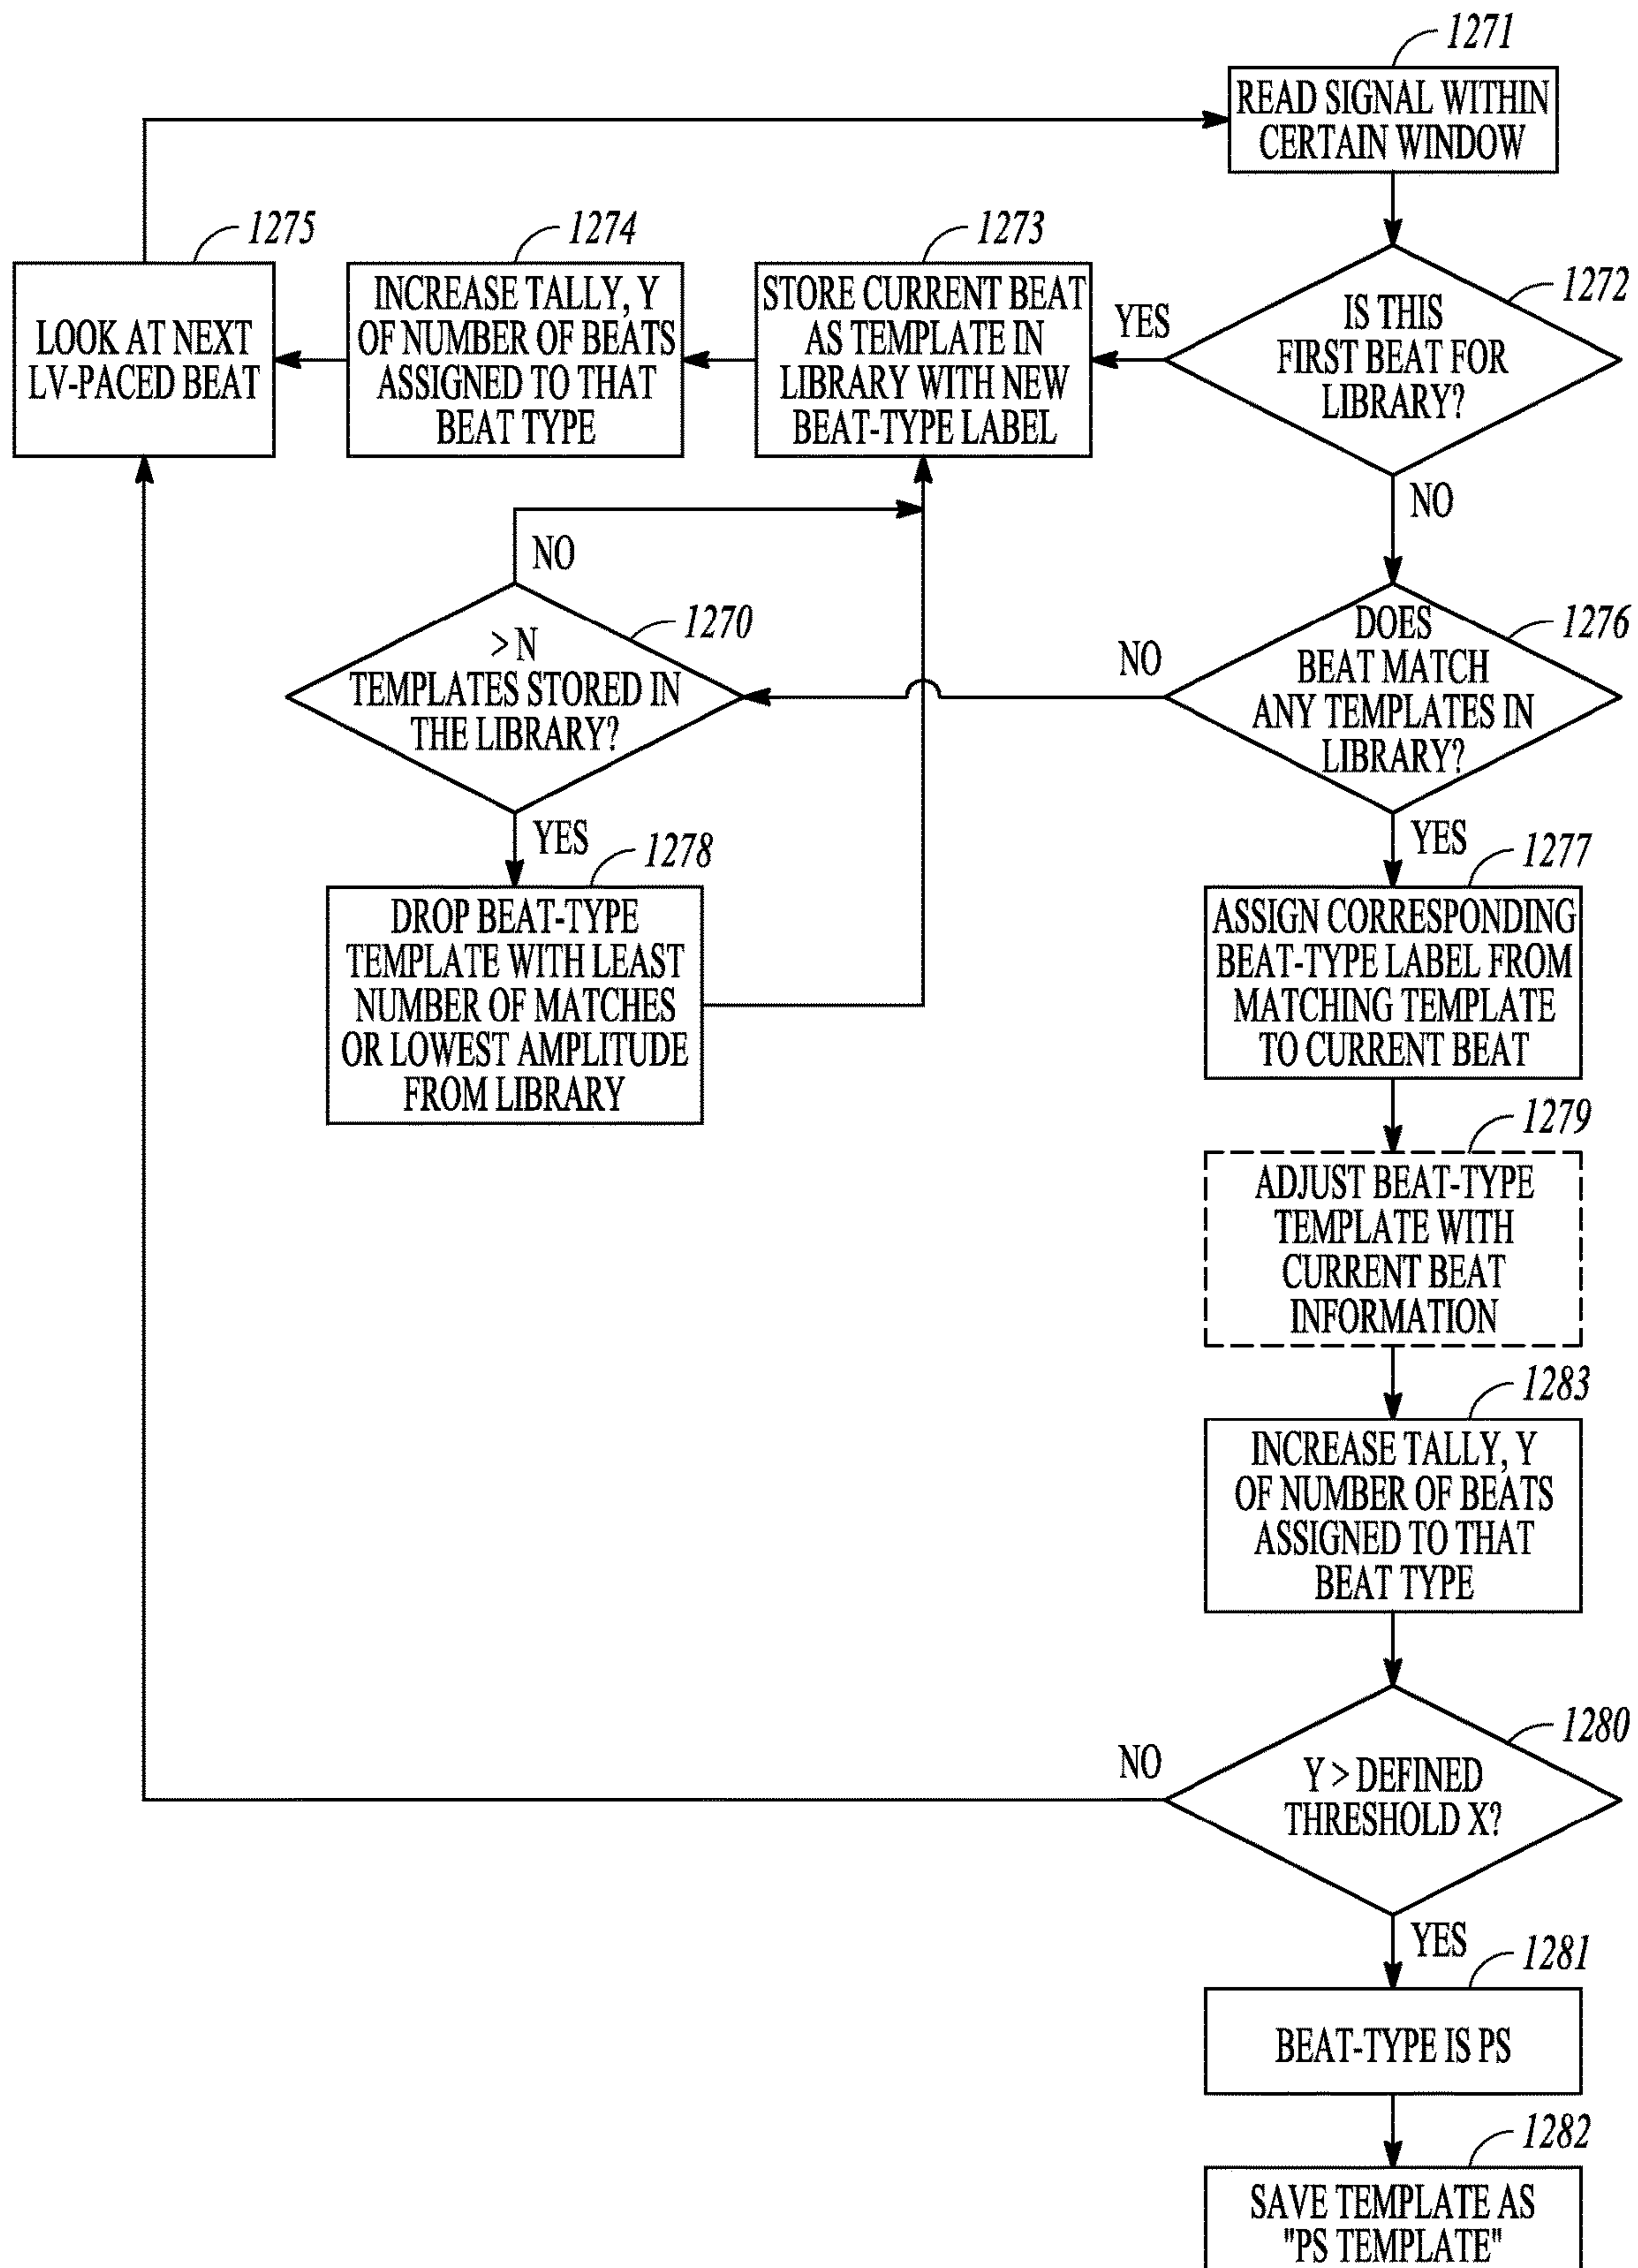 1271
READ SIGNAL WITHIN
CERTAIN WINDOW
1275
LOOK AT NEXT
LV-PACED BEAT
1274
INCREASE TALLY, Y
OF NUMBER OF BEATS
ASSIGNED TO THAT
BEAT TYPE
1273
STORE CURRENT BEAT
AS TEMPLATE IN
LIBRARY WITH NEW
BEAT-TYPE LABEL
YES
1272
IS THIS
FIRST BEAT FOR
LIBRARY?
NO
NO
1270
> N
TEMPLATES STORED IN
THE LIBRARY?
NO
1276
DOES
BEAT MATCH
ANY TEMPLATES IN
LIBRARY?
YES
1278
DROP BEAT-TYPE
TEMPLATE WITH LEAST
NUMBER OF MATCHES
OR LOWEST AMPLITUDE
FROM LIBRARY
YES
1277
ASSIGN CORRESPONDING
BEAT-TYPE LABEL FROM
MATCHING TEMPLATE
TO CURRENT BEAT
1279
ADJUST BEAT-TYPE
TEMPLATE WITH
CURRENT BEAT
INFORMATION
1283
INCREASE TALLY, Y
OF NUMBER OF BEATS
ASSIGNED TO THAT
BEAT TYPE
NO
1280
Y > DEFINED
THRESHOLD X?
YES
1281
BEAT-TYPE IS PS
1282
SAVE TEMPLATE AS
"PS TEMPLATE"